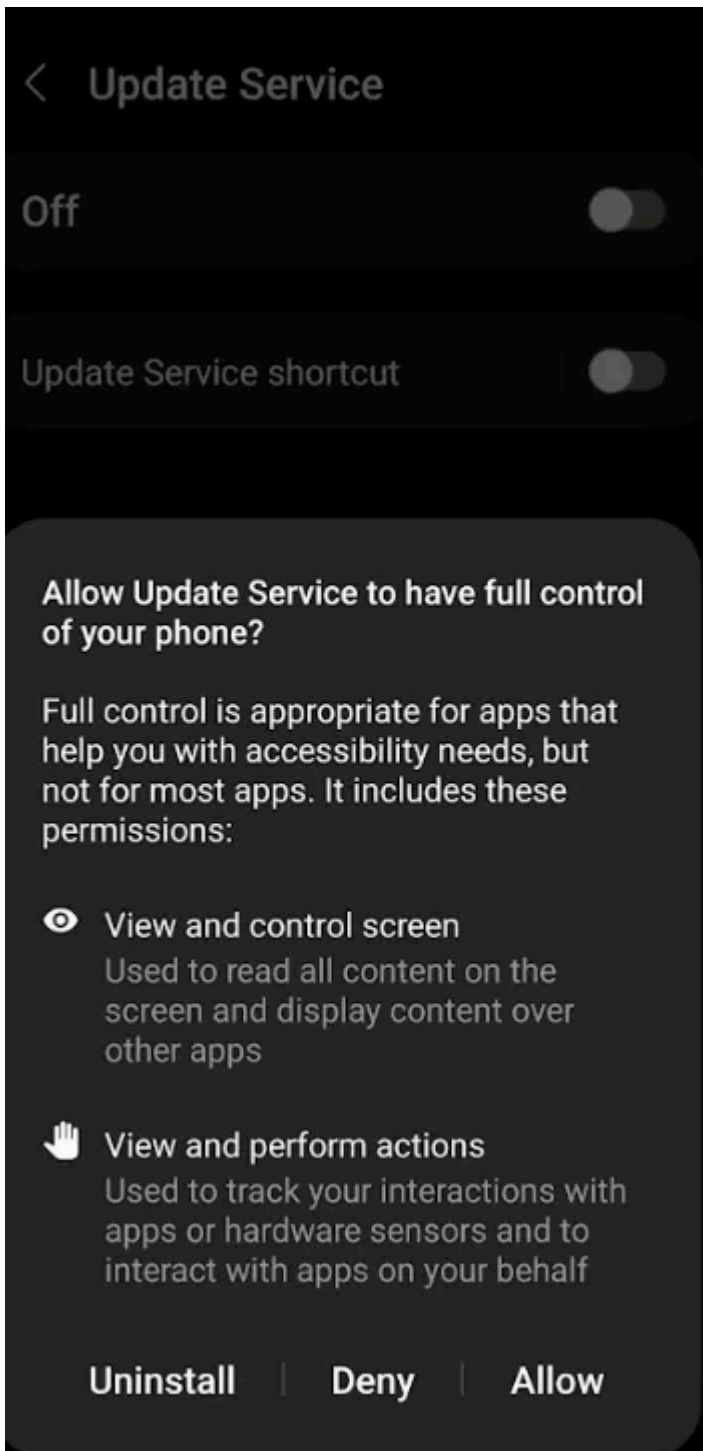 Update Service
Off
Update Service shortcut
Allow Update Service to have full control
of your phone?
Full control is appropriate for apps that
help you with accessibility needs, but
not for most apps. It includes these
permissions:
View and control screen
Used to read all content on the
screen and display content over
other apps
View and perform actions
Used to track your interactions with
apps or hardware sensors and to
interact with apps on your behalf
Uninstall Deny Allow